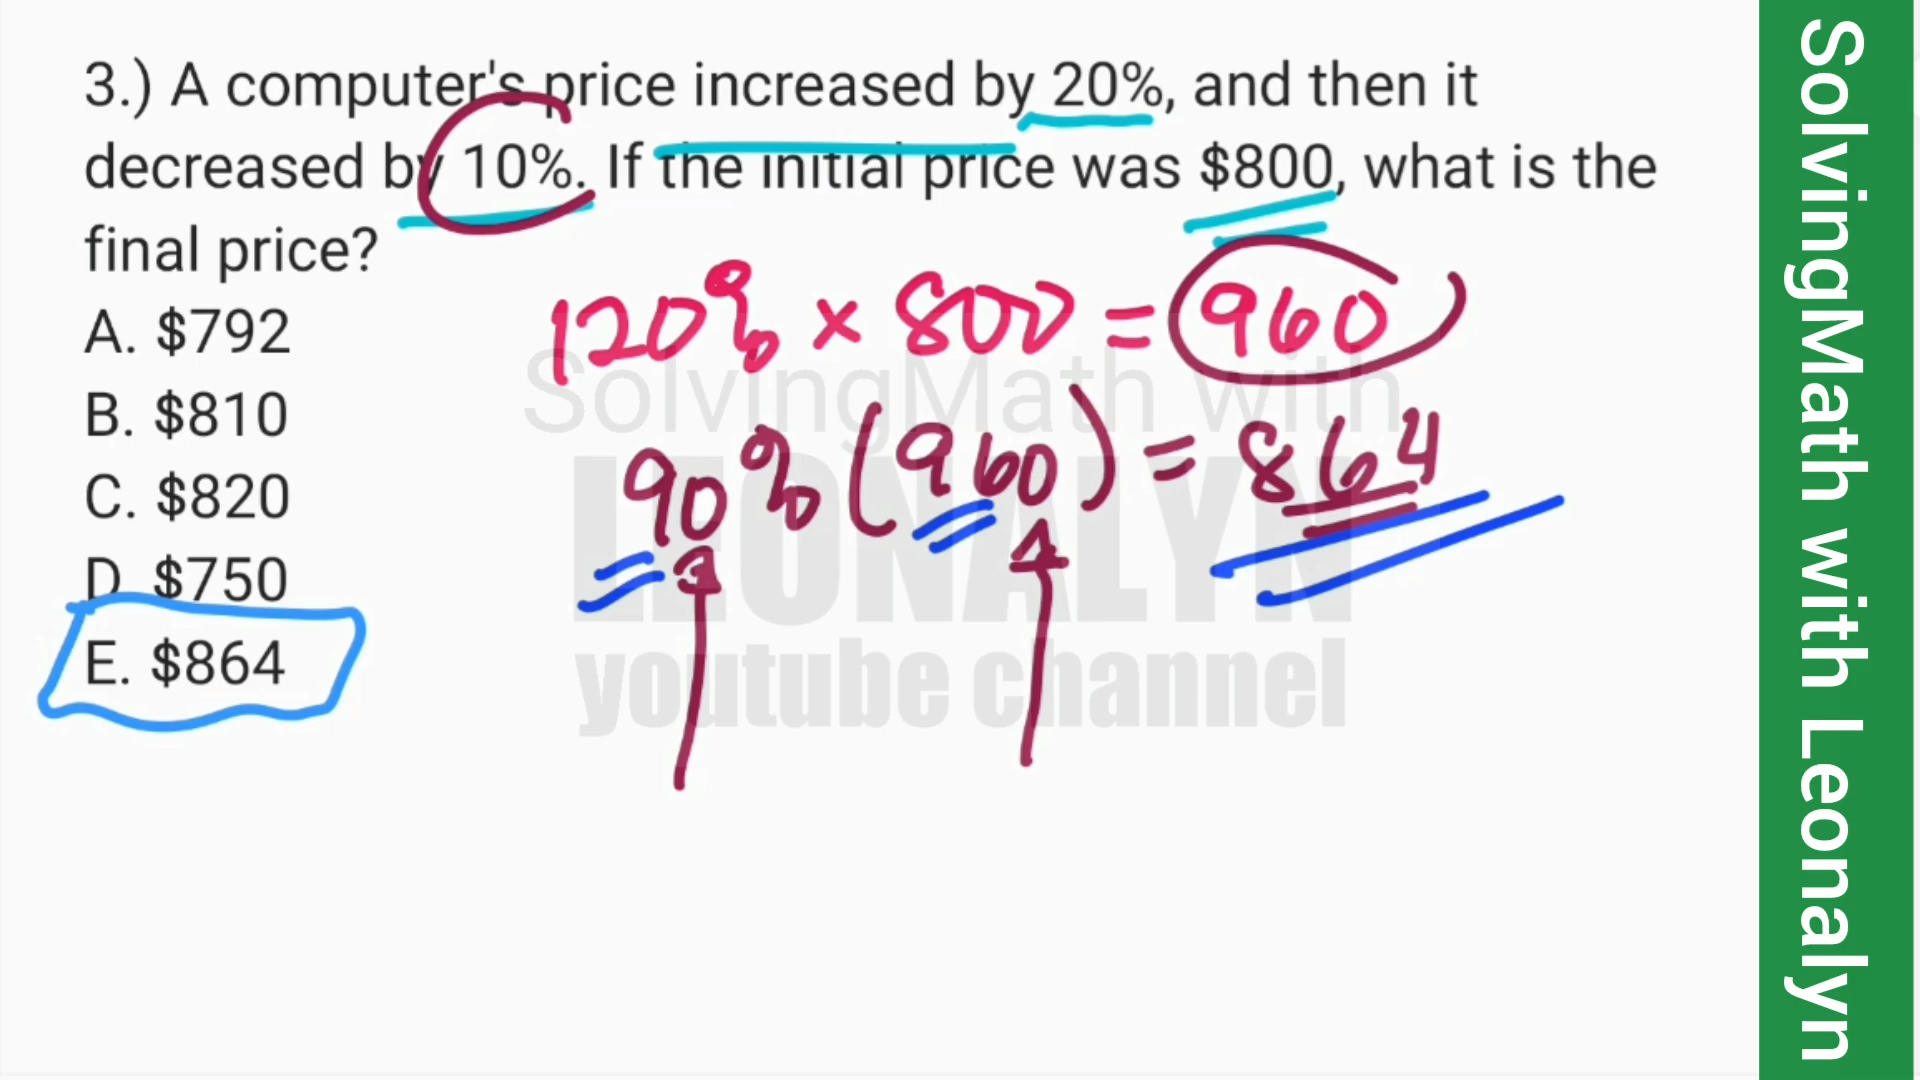 3.) A computer's price increased by 20%, and then it
decreased by 10%. If the initial price was $800, what is the
final price?
A. $792
B. $810
C. $820
D. $750
E. $864
120% x 800 = 960
90% (960) = 864
SolvingMath with
LEONALYN
youtube channel
SolvingMath with Leonalyn